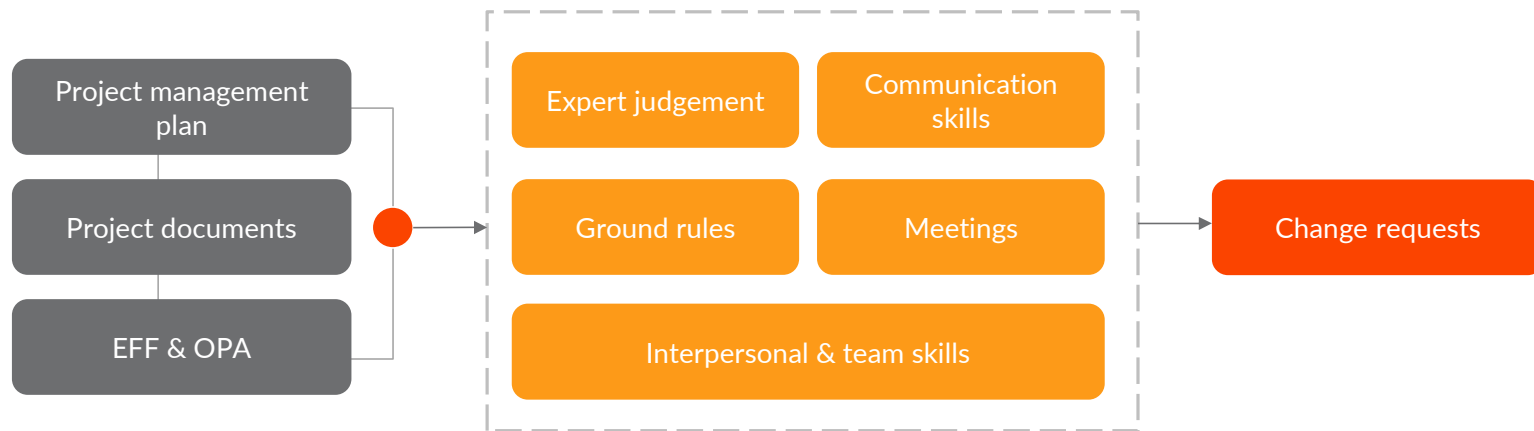 Project management
plan
Project documents
EFF & OPA
Expert judgement
Communication
skills
Ground rules
Meetings
Interpersonal & team skills
Change requests